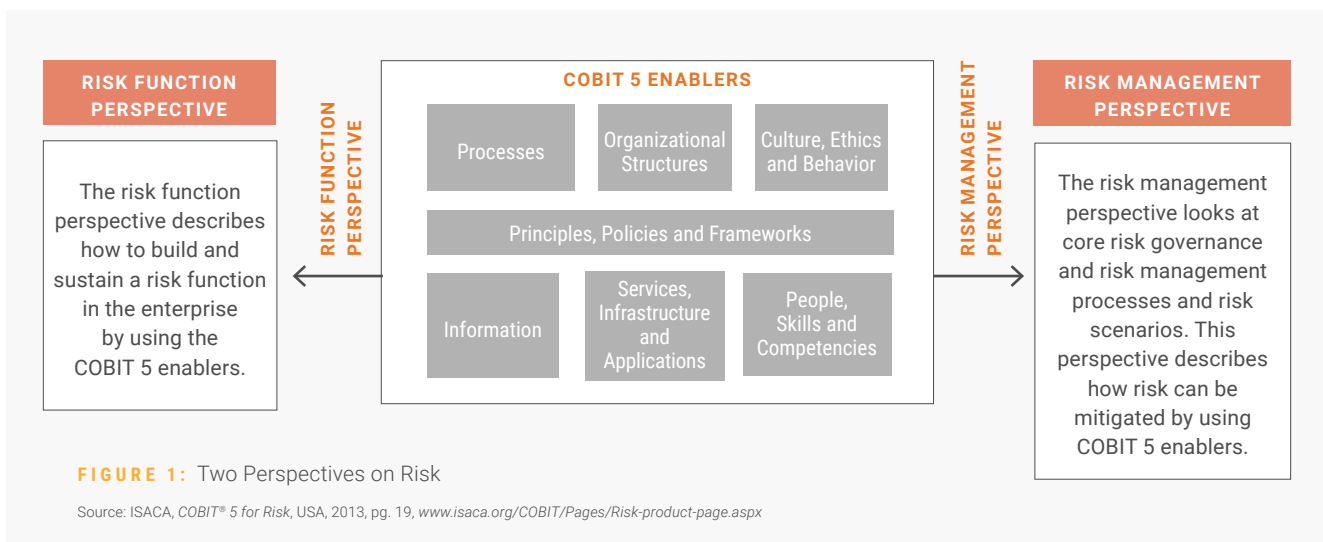 RISK FUNCTION
PERSPECTIVE
The risk function
perspective describes
how to build and
sustain a risk function
in the enterprise
by using the
COBIT 5 enablers.
RISK FUNCTION
PERSPECTIVE
COBIT 5 ENABLERS
Processes
Organizational
Structures
Culture, Ethics
and Behavior
Principles, Policies and Frameworks
Information
Services,
Infrastructure
and
Applications
People,
Skills and
Competencies
RISK MANAGEMENT
PERSPECTIVE
RISK MANAGEMENT
PERSPECTIVE
The risk management
perspective looks at
core risk governance
and risk management
processes and risk
scenarios. This
perspective describes
how risk can be
mitigated by using
COBIT 5 enablers.
FIGURE 1: Two Perspectives on Risk
Source: ISACA, COBIT® 5 for Risk, USA, 2013, pg. 19, www.isaca.org/COBIT/Pages/Risk-product-page.aspx